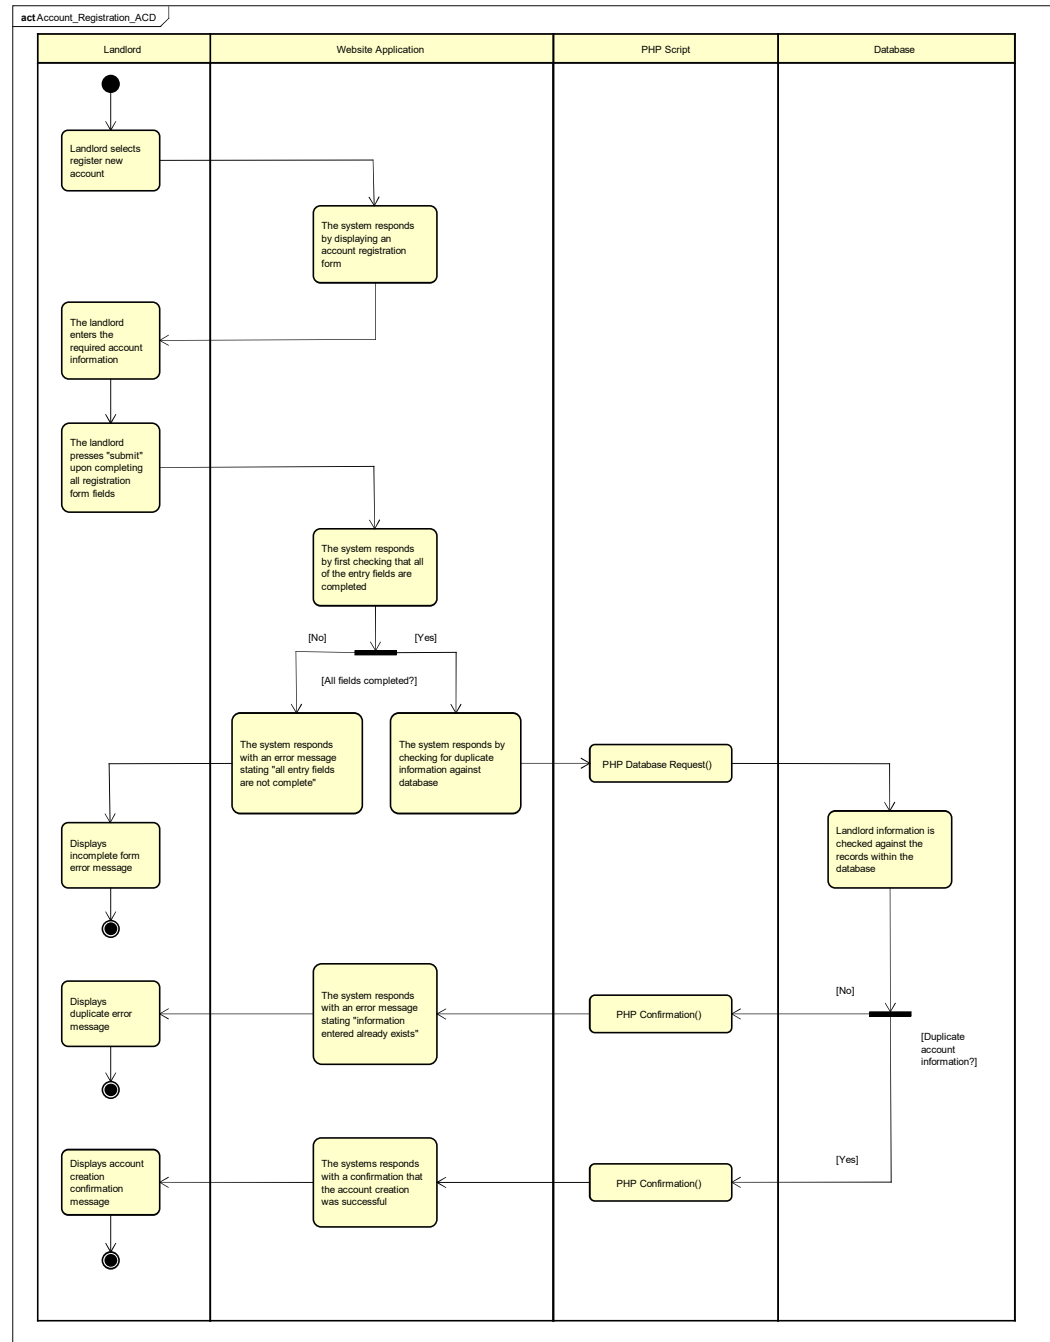 act Account_Registration_ACD
Landlord
Website Application
PHP Script
Database
Landlord selects
register new
account
The system responds
by displaying an
account registration
form
The landlord
enters the
required account
information
The landlord
presses "submit"
upon completing
all registration
form fields
The system responds
by first checking that all
of the entry fields are
completed
[No]
[Yes]
[All fields completed?]
The system responds
with an error message
stating "all entry fields
are not complete"
The system responds by
checking for duplicate
information against
database
PHP Database Request()
Landlord information is
checked against the
records within the
database
Displays
incomplete form
error message
[No]
[Duplicate
account
information?]
PHP Confirmation()
The system responds
with an error message
stating "information
entered already exists"
Displays
duplicate error
message
[Yes]
PHP Confirmation()
The systems responds
with a confirmation that
the account creation
was successful
Displays account
creation
confirmation
message